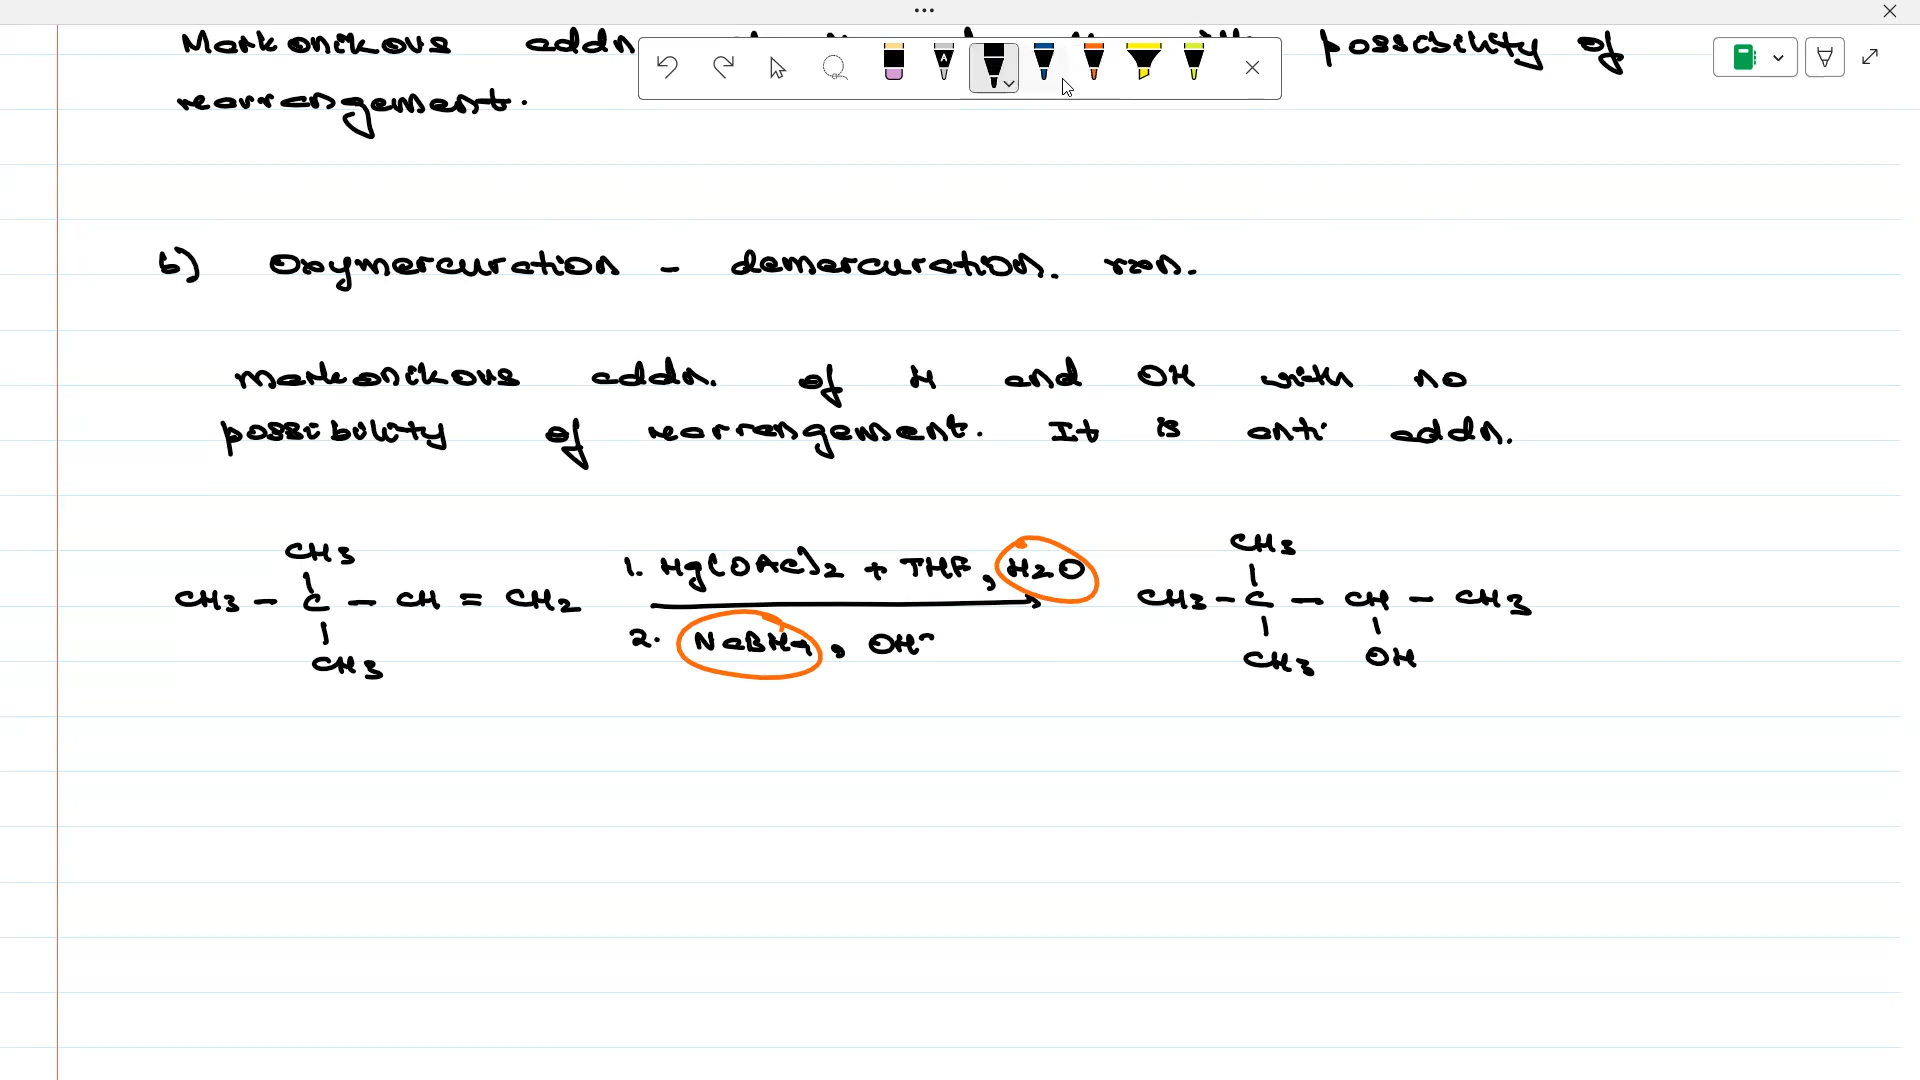 Markonikovs addn possibility of
rearrangement.
b) Oxymercuration - demercuration. rxn.
markonikovs addn. of H and OH with no
possibility of rearrangement. It is anti addn.
CH3
CH3 - C - CH = CH2
CH3
1. Hg(OAc)2 + THF, H2O
2. NaBH4, OH-
CH3
CH3 - C - CH - CH3
CH3 OH